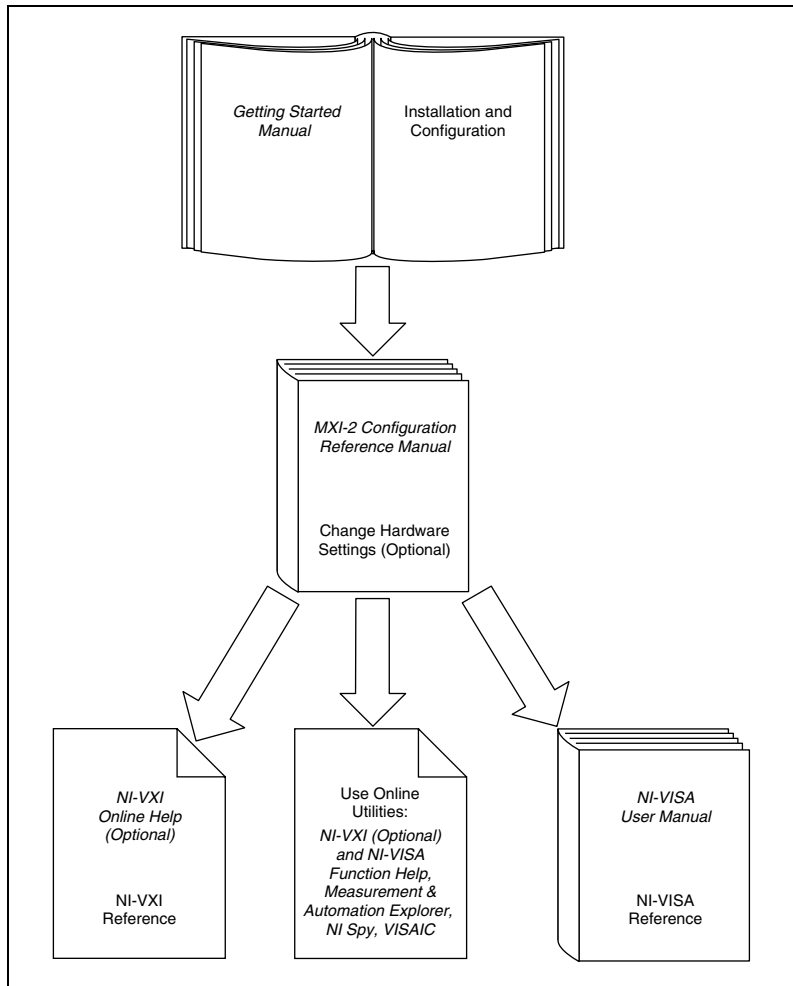 Getting Started
Manual
Installation and
Configuration
MXI-2 Configuration
Reference Manual
Change Hardware
Settings (Optional)
NI-VXI
Online Help
(Optional)
NI-VXI
Reference
Use Online
Utilities:
NI-VXI (Optional)
and NI-VISA
Function Help,
Measurement &
Automation Explorer,
NI Spy, VISAIC
NI-VISA
User Manual
NI-VISA
Reference